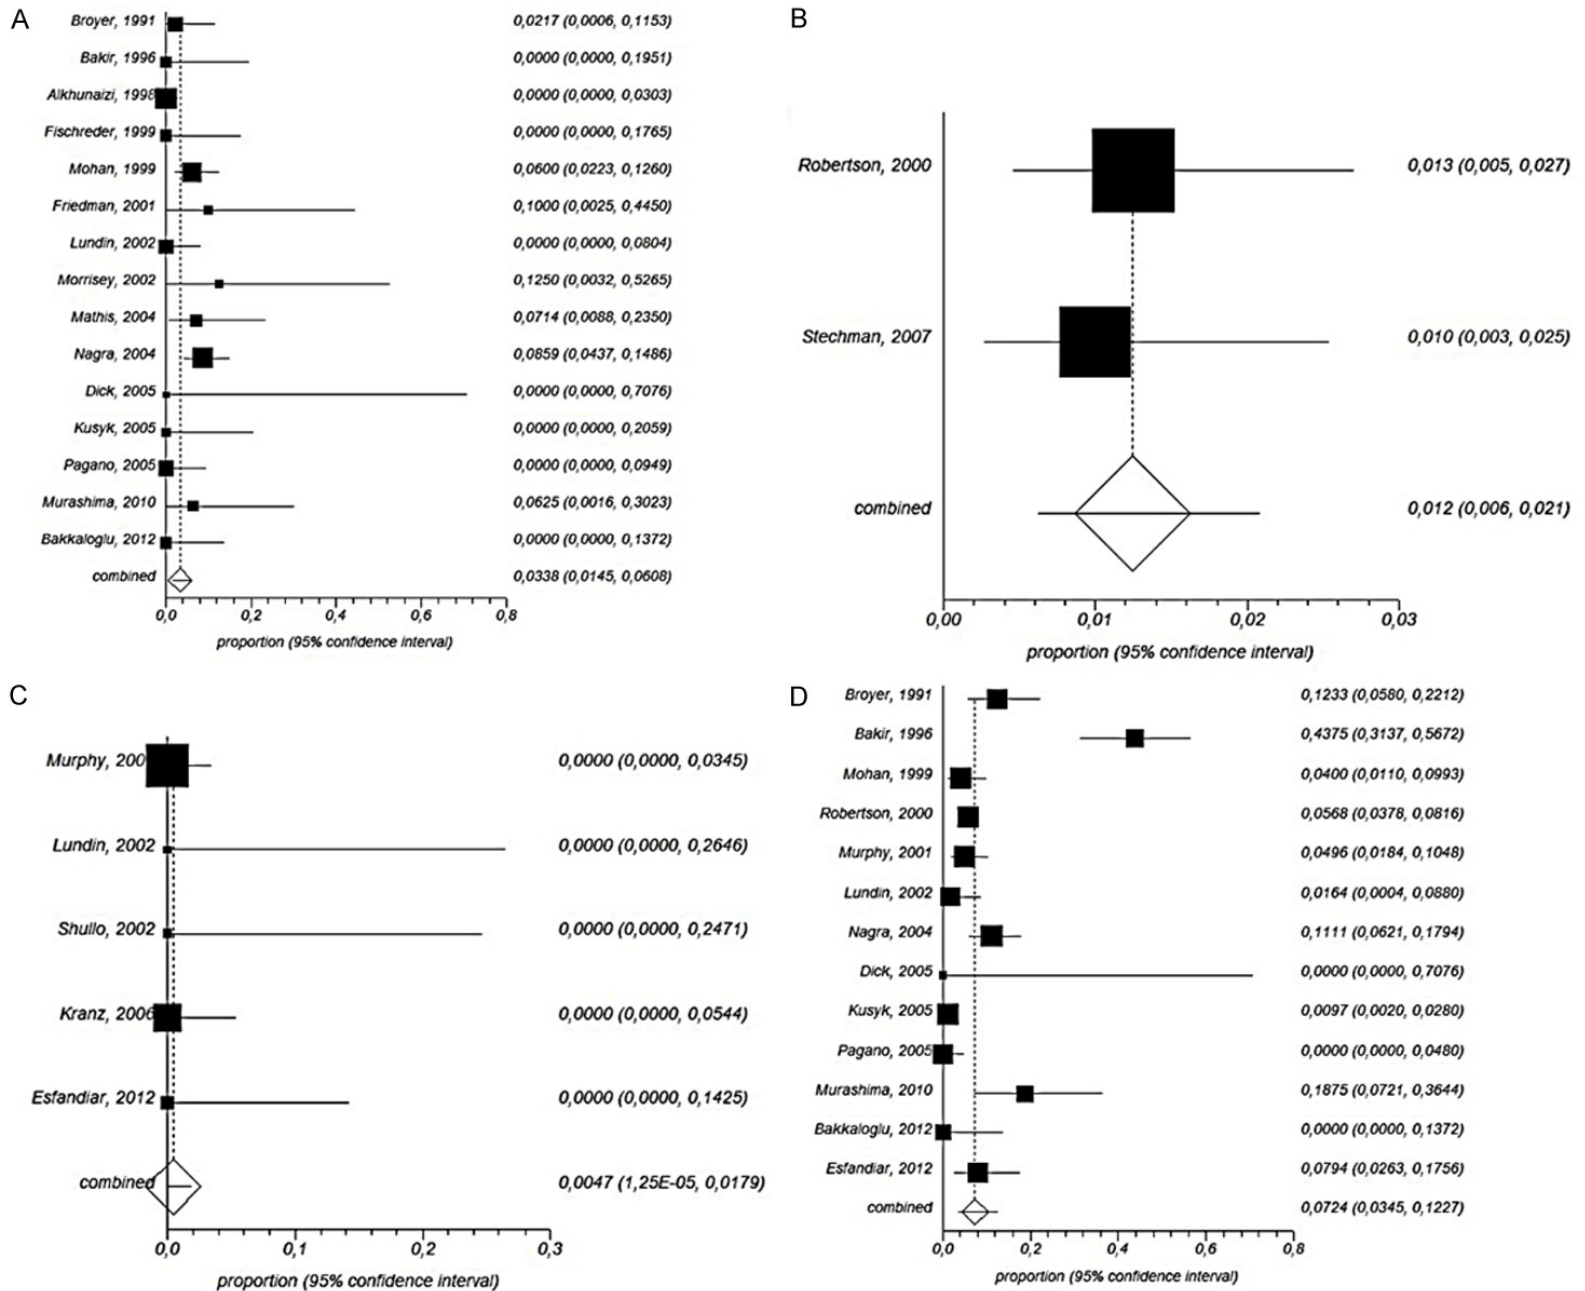 A
Broyer, 1991 0,0217 (0,0006, 0,1153)
Bakir, 1996 0,0000 (0,0000, 0,1951)
Alkhunaizi, 1998 0,0000 (0,0000, 0,0303)
Fischreder, 1999 0,0000 (0,0000, 0,1765)
Mohan, 1999 0,0600 (0,0223, 0,1260)
Friedman, 2001 0,1000 (0,0025, 0,4450)
Lundin, 2002 0,0000 (0,0000, 0,0804)
Morrisey, 2002 0,1250 (0,0032, 0,5265)
Mathis, 2004 0,0714 (0,0088, 0,2350)
Nagra, 2004 0,0859 (0,0437, 0,1486)
Dick, 2005 0,0000 (0,0000, 0,7076)
Kusyk, 2005 0,0000 (0,0000, 0,2059)
Pagano, 2005 0,0000 (0,0000, 0,0949)
Murashima, 2010 0,0625 (0,0016, 0,3023)
Bakkaloglu, 2012 0,0000 (0,0000, 0,1372)
combined 0,0338 (0,0145, 0,0608)
0,0 0,2 0,4 0,6 0,8
proportion (95% confidence interval)
B
Robertson, 2000 0,013 (0,005, 0,027)
Stechman, 2007 0,010 (0,003, 0,025)
combined 0,012 (0,006, 0,021)
0,00 0,01 0,02 0,03
proportion (95% confidence interval)
C
Murphy, 200 0,0000 (0,0000, 0,0345)
Lundin, 2002 0,0000 (0,0000, 0,2646)
Shullo, 2002 0,0000 (0,0000, 0,2471)
Kranz, 2006 0,0000 (0,0000, 0,0544)
Esfandiar, 2012 0,0000 (0,0000, 0,1425)
combined 0,0047 (1,25E-05, 0,0179)
0,0 0,1 0,2 0,3
proportion (95% confidence interval)
D
Broyer, 1991 0,1233 (0,0580, 0,2212)
Bakir, 1996 0,4375 (0,3137, 0,5672)
Mohan, 1999 0,0400 (0,0110, 0,0993)
Robertson, 2000 0,0568 (0,0378, 0,0816)
Murphy, 2001 0,0496 (0,0184, 0,1048)
Lundin, 2002 0,0164 (0,0004, 0,0880)
Nagra, 2004 0,1111 (0,0621, 0,1794)
Dick, 2005 0,0000 (0,0000, 0,7076)
Kusyk, 2005 0,0097 (0,0020, 0,0280)
Pagano, 2005 0,0000 (0,0000, 0,0480)
Murashima, 2010 0,1875 (0,0721, 0,3644)
Bakkaloglu, 2012 0,0000 (0,0000, 0,1372)
Esfandiar, 2012 0,0794 (0,0263, 0,1756)
combined 0,0724 (0,0345, 0,1227)
0,0 0,2 0,4 0,6 0,8
proportion (95% confidence interval)